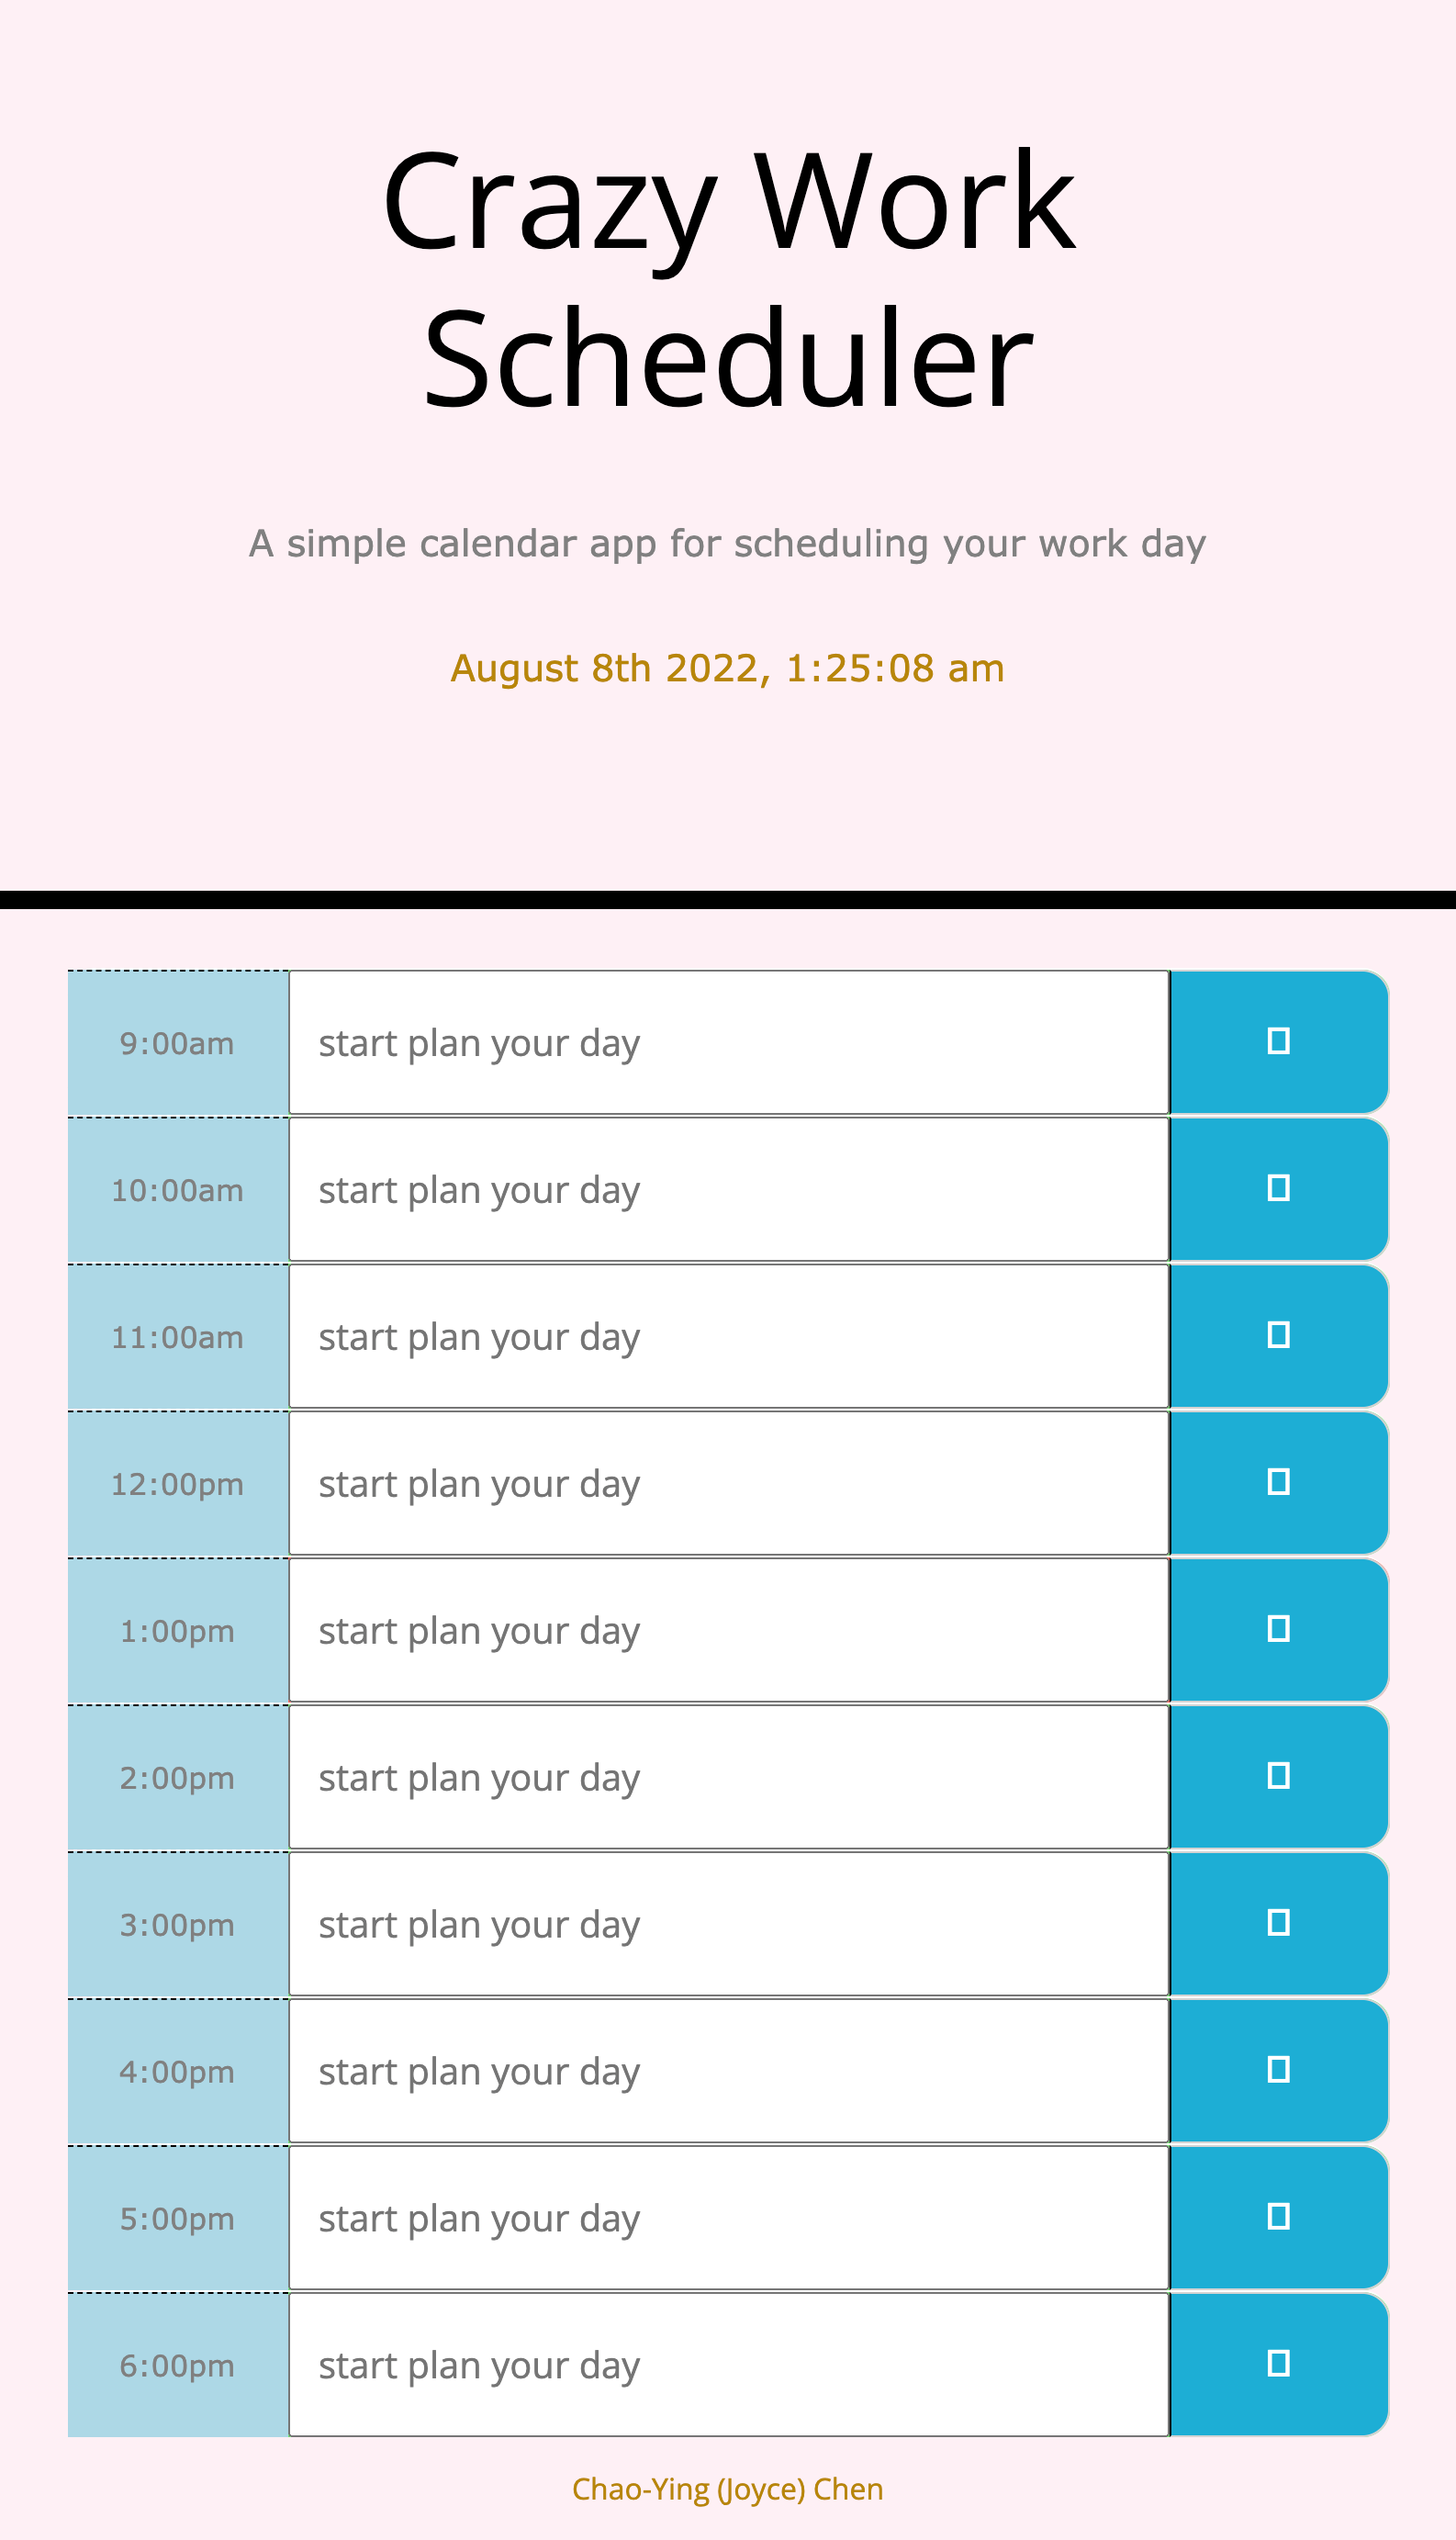 Crazy Work
Scheduler
A simple calendar app for scheduling your work day
August 8th 2022, 1:25:08 am
9:00am start plan your day
10:00am start plan your day
11:00am start plan your day
12:00pm start plan your day
1:00pm start plan your day
2:00pm start plan your day
3:00pm start plan your day
4:00pm start plan your day
5:00pm start plan your day
6:00pm start plan your day
Chao-Ying (Joyce) Chen